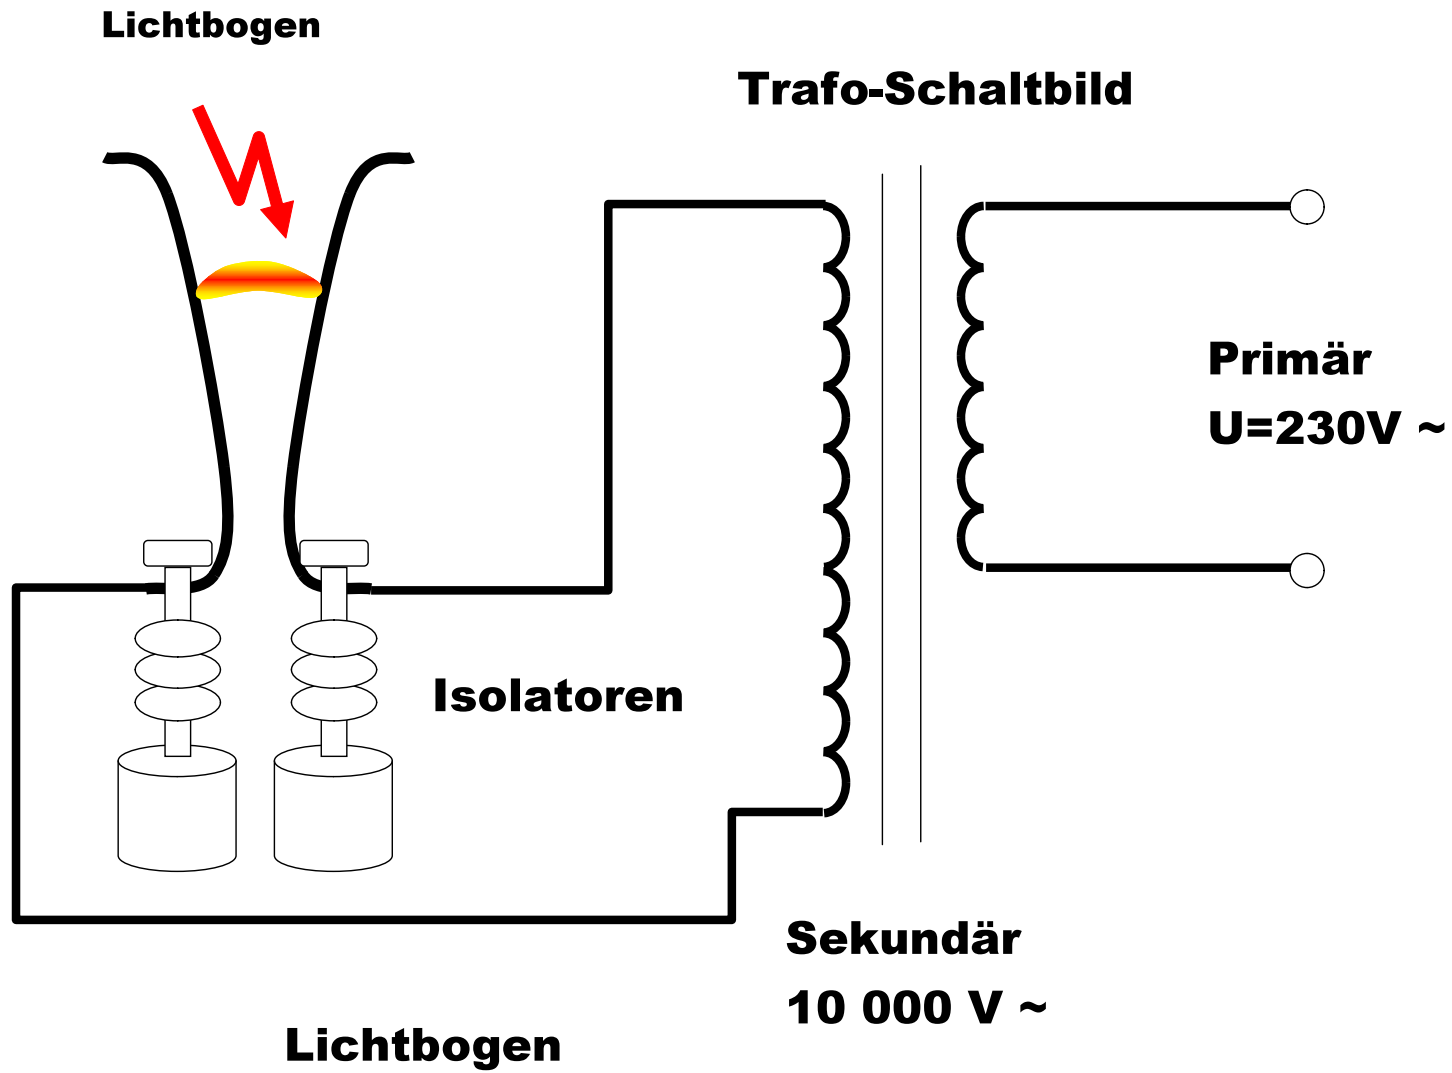 Lichtbogen
Trafo-Schaltbild
Primär
U=230V ~
Isolatoren
Sekundär
10 000 V ~
Lichtbogen